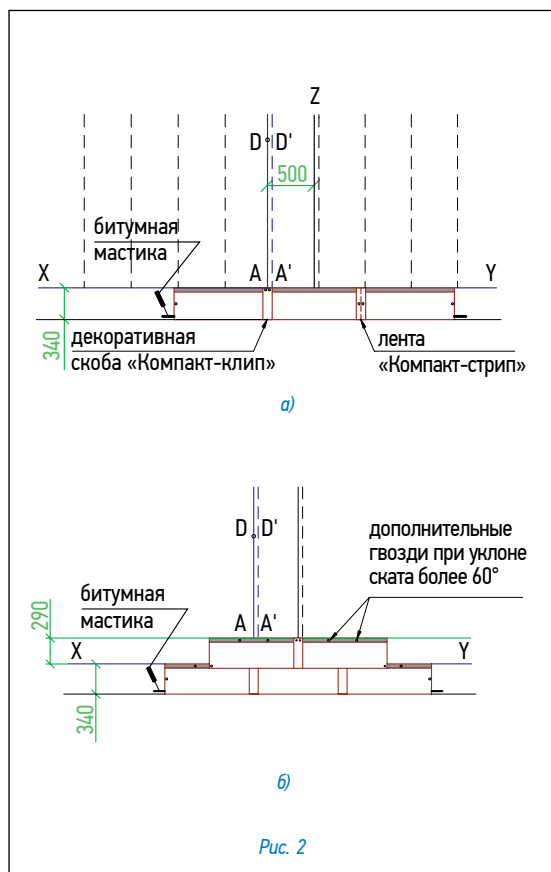 Z
D D'
500
битумная
мастика
X A A' Y
340
декоративная
скоба «Компакт-клип»
лента
«Компакт-стрип»
а)
D D'
дополнительные
гвозди при уклоне
ската более 60°
битумная
мастика
290
A A'
X Y
340
б)
Рис. 2